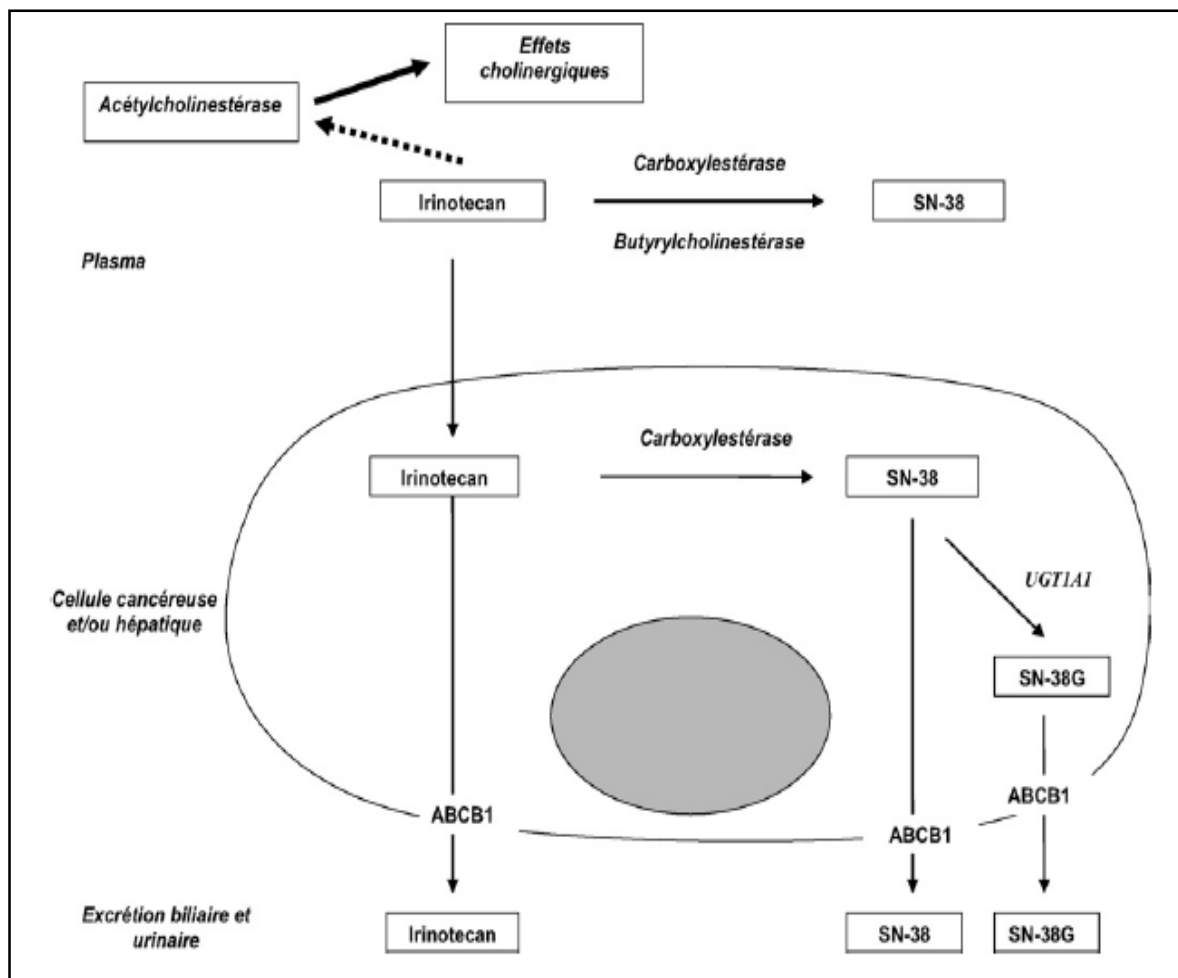 Effets
cholinergiques
Acétylcholinestérase
Carboxylestérase
Irinotecan
SN-38
Butyrylcholinestérase
Plasma
Carboxylestérase
Irinotecan
SN-38
UGT1A1
Cellule cancéreuse
et/ou hépatique
SN-38G
ABCB1
ABCB1
ABCB1
Excrétion biliaire et
urinaire
Irinotecan
SN-38
SN-38G